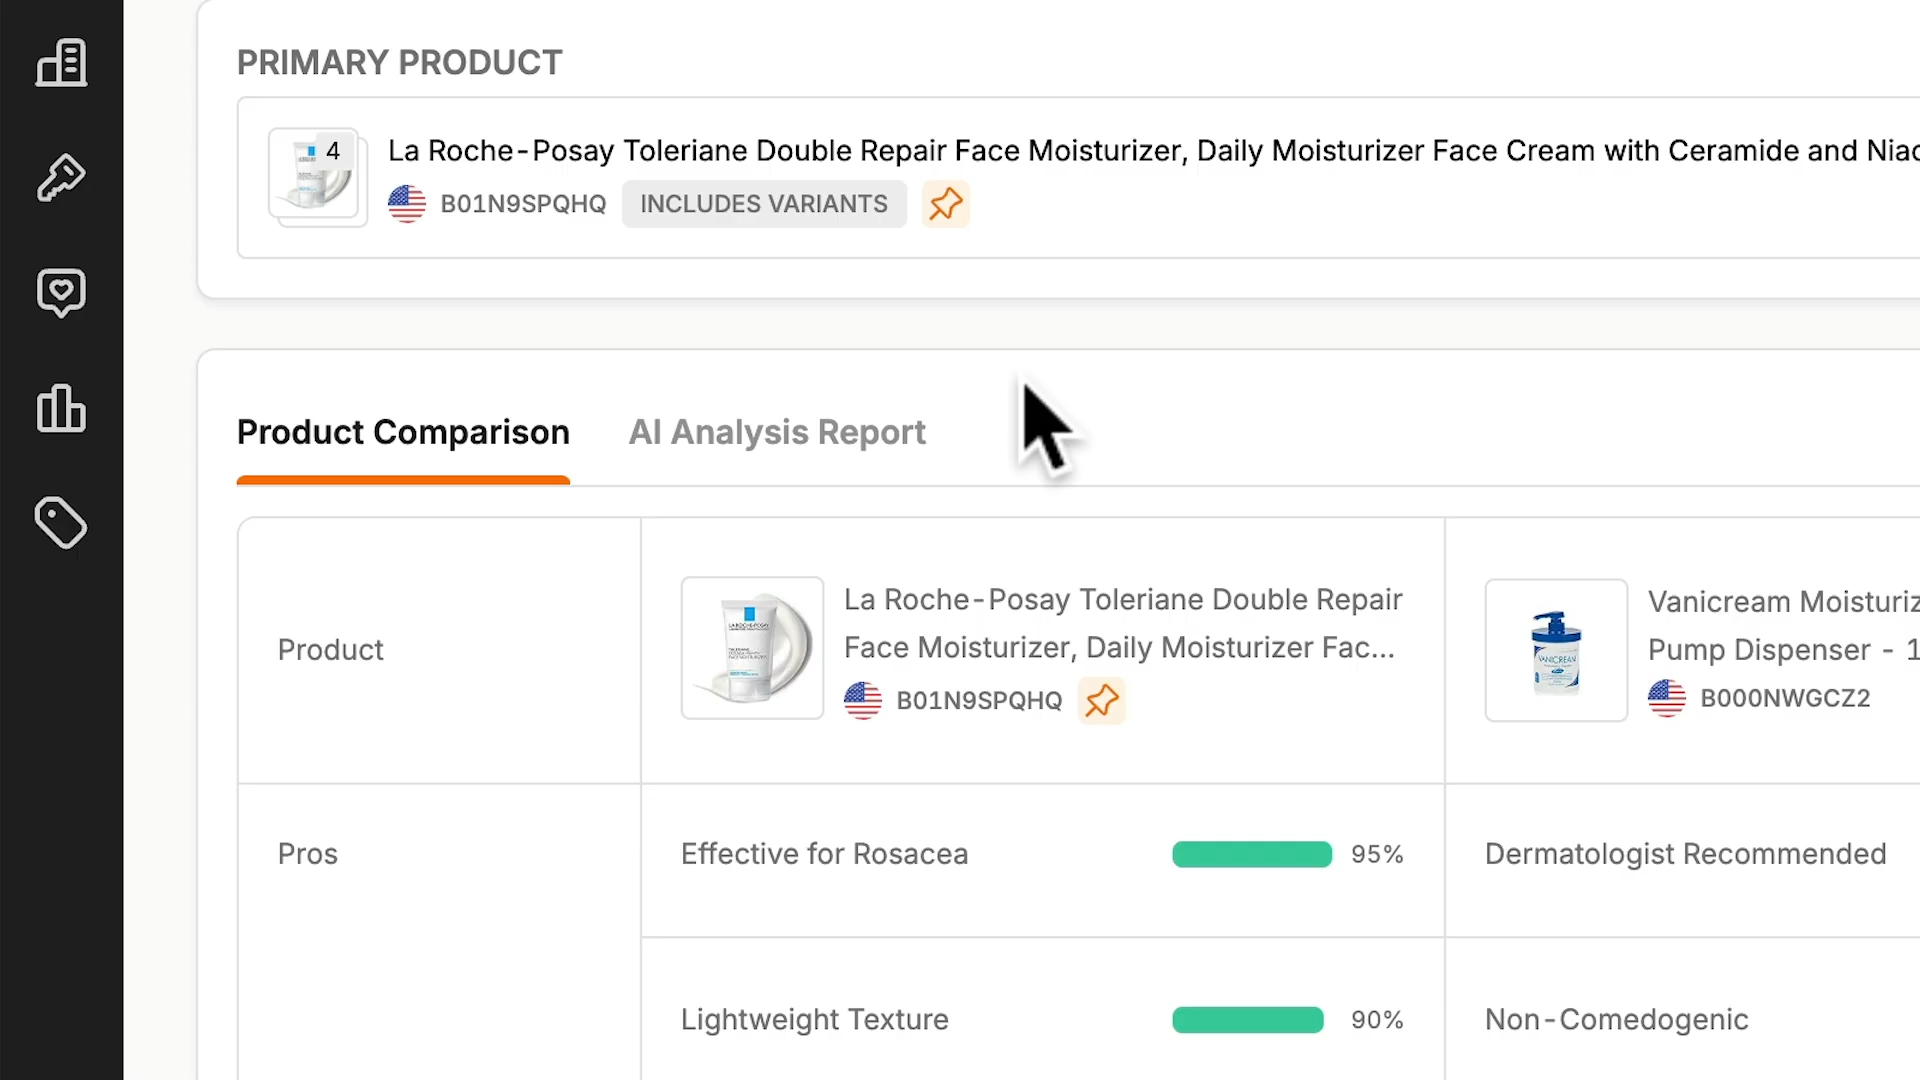 PRIMARY PRODUCT
4
La Roche-Posay Toleriane Double Repair Face Moisturizer, Daily Moisturizer Face Cream with Ceramide and Niac
B01N9SPQHQ INCLUDES VARIANTS
Product Comparison AI Analysis Report
Product
La Roche-Posay Toleriane Double Repair
Face Moisturizer, Daily Moisturizer Fac...
B01N9SPQHQ
VANICREAM
Vanicream Moisturiz
Pump Dispenser - 1
B000NWGCZ2
Pros
Effective for Rosacea 95%
Dermatologist Recommended
Lightweight Texture 90%
Non-Comedogenic